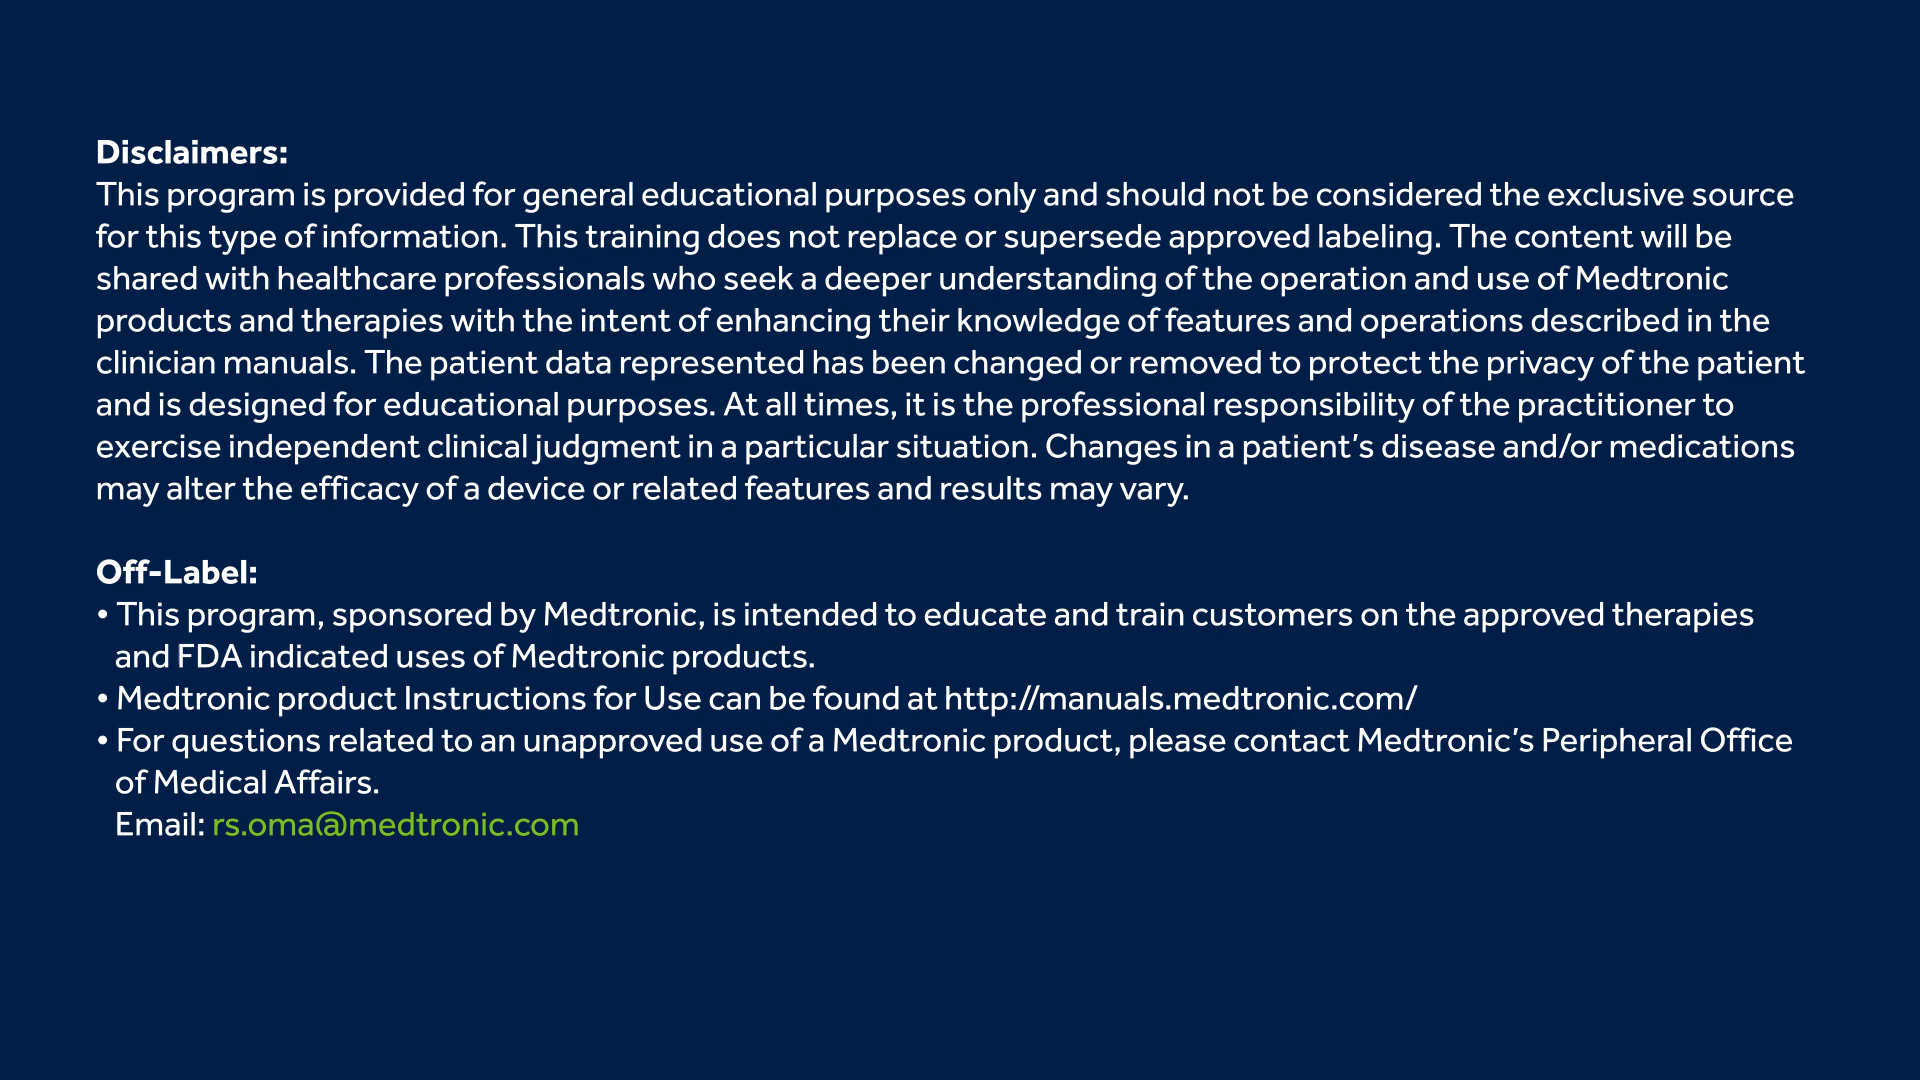 Disclaimers:
This program is provided for general educational purposes only and should not be considered the exclusive source
for this type of information. This training does not replace or supersede approved labeling. The content will be
shared with healthcare professionals who seek a deeper understanding of the operation and use of Medtronic
products and therapies with the intent of enhancing their knowledge of features and operations described in the
clinician manuals. The patient data represented has been changed or removed to protect the privacy of the patient
and is designed for educational purposes. At all times, it is the professional responsibility of the practitioner to
exercise independent clinical judgment in a particular situation. Changes in a patient’s disease and/or medications
may alter the efficacy of a device or related features and results may vary.
Off-Label:
• This program, sponsored by Medtronic, is intended to educate and train customers on the approved therapies
and FDA indicated uses of Medtronic products.
• Medtronic product Instructions for Use can be found at http://manuals.medtronic.com/
• For questions related to an unapproved use of a Medtronic product, please contact Medtronic’s Peripheral Office
of Medical Affairs.
Email: rs.oma@medtronic.com